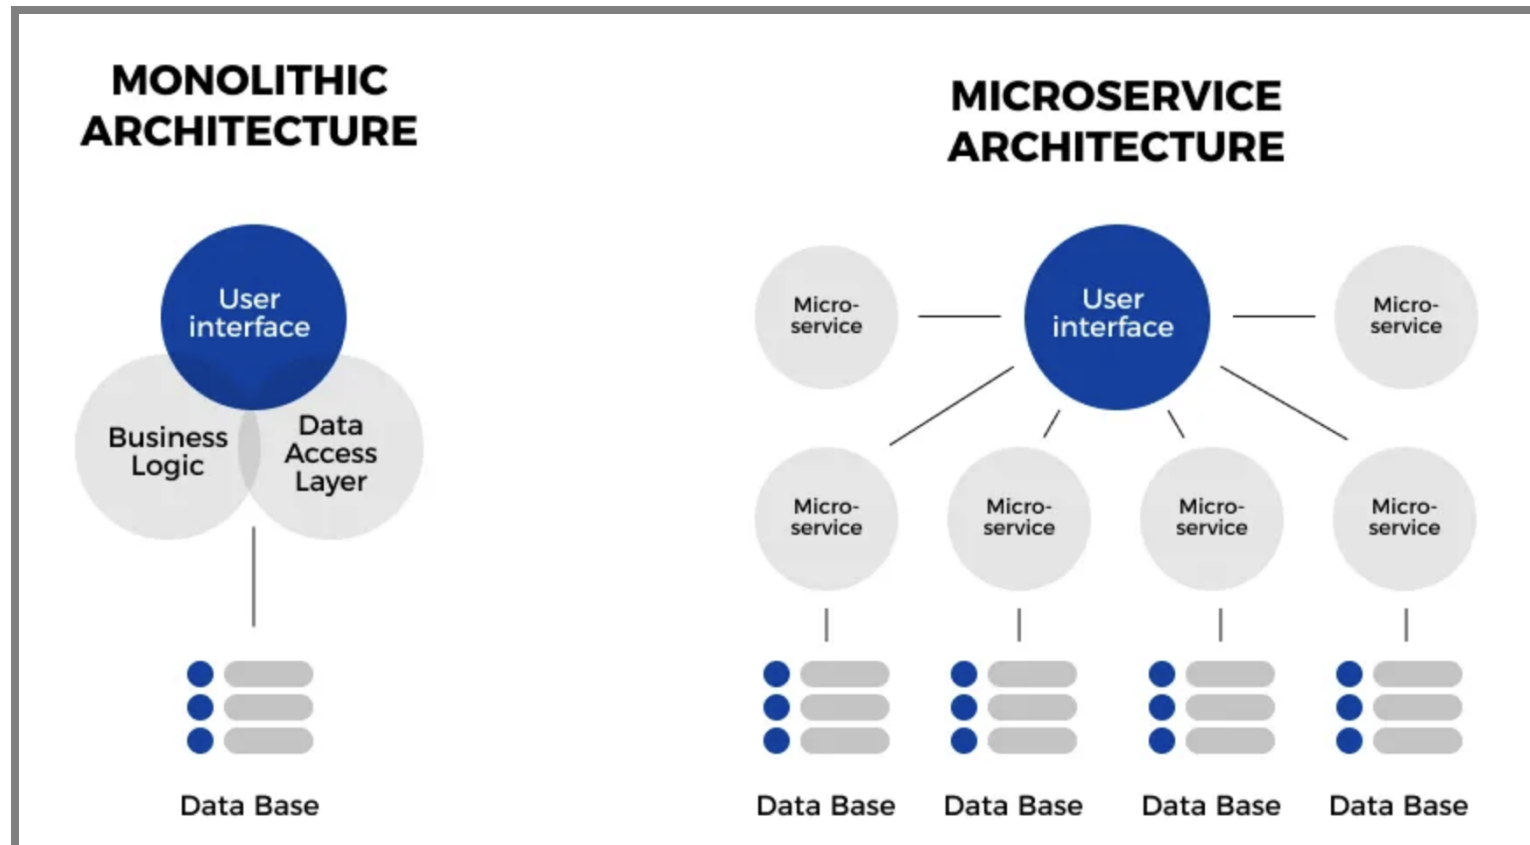 MONOLITHIC
ARCHITECTURE
User
interface
Business
Logic
Data
Access
Layer
Data Base
MICROSERVICE
ARCHITECTURE
Micro-
service
User
interface
Micro-
service
Micro-
service
Micro-
service
Micro-
service
Micro-
service
Data Base
Data Base
Data Base
Data Base